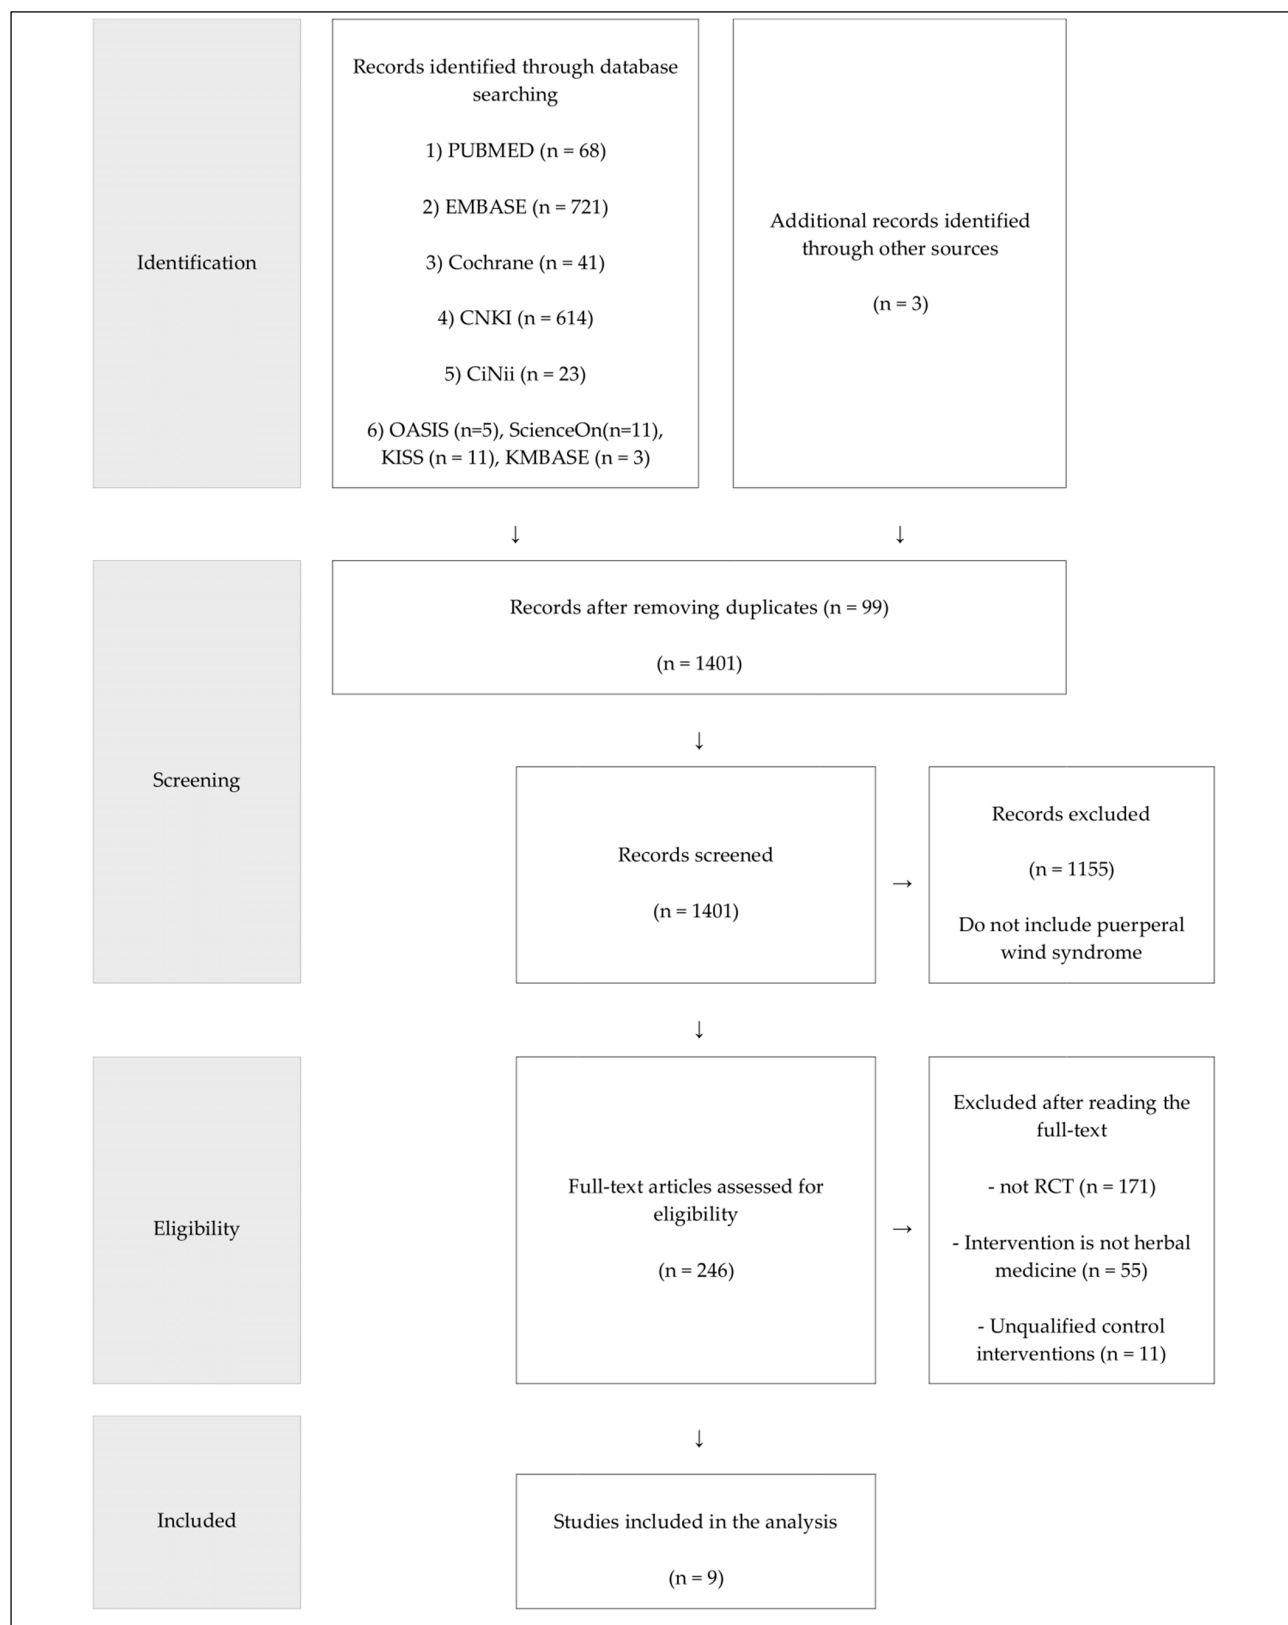 Identification
Records identified through database
searching
1) PUBMED (n = 68)
2) EMBASE (n = 721)
3) Cochrane (n = 41)
4) CNKI (n = 614)
5) CiNii (n = 23)
6) OASIS (n=5), ScienceOn(n=11),
KISS (n = 11), KMBASE (n = 3)
Additional records identified
through other sources
(n = 3)
↓
↓
Screening
Records after removing duplicates (n = 99)
(n = 1401)
↓
Records screened
(n = 1401)
→
Records excluded
(n = 1155)
Do not include puerperal
wind syndrome
↓
Eligibility
Full-text articles assessed for
eligibility
(n = 246)
→
Excluded after reading the
full-text
- not RCT (n = 171)
- Intervention is not herbal
medicine (n = 55)
- Unqualified control
interventions (n = 11)
↓
Included
Studies included in the analysis
(n = 9)